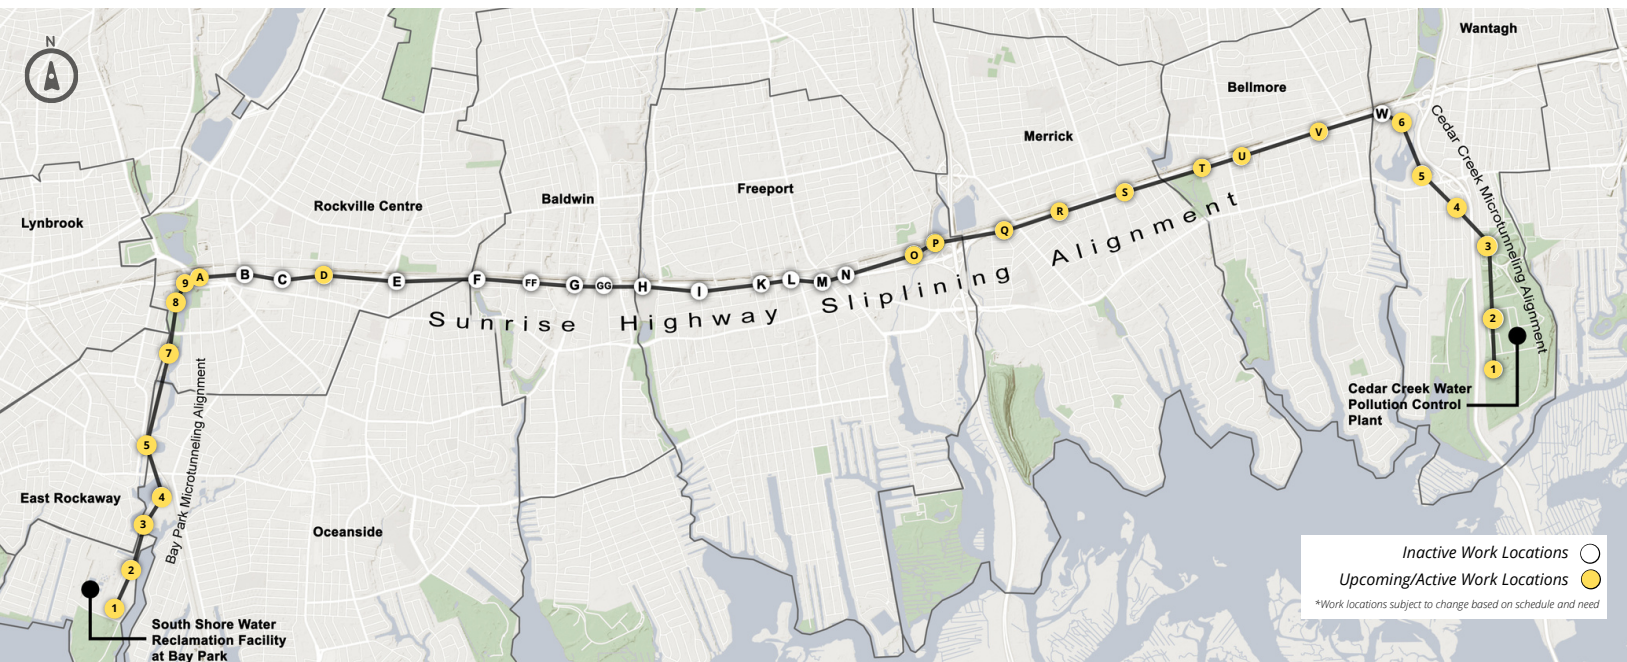 N
Wantagh
Bellmore
Merrick
Freeport
Baldwin
Rockville Centre
Lynbrook
East Rockaway
Oceanside
9
A
B
C
D
E
F
FF
G
GG
H
I
K
L
M
N
O
P
Q
R
S
T
U
V
W
6
5
4
3
2
1
8
7
5
4
3
2
1
Sunrise Highway Sliplining Alignment
Cedar Creek Microtunneling Alignment
Bay Park Microtunneling Alignment
Cedar Creek Water
Pollution Control
Plant
South Shore Water
Reclamation Facility
at Bay Park
Inactive Work Locations
Upcoming/Active Work Locations
*Work locations subject to change based on schedule and need